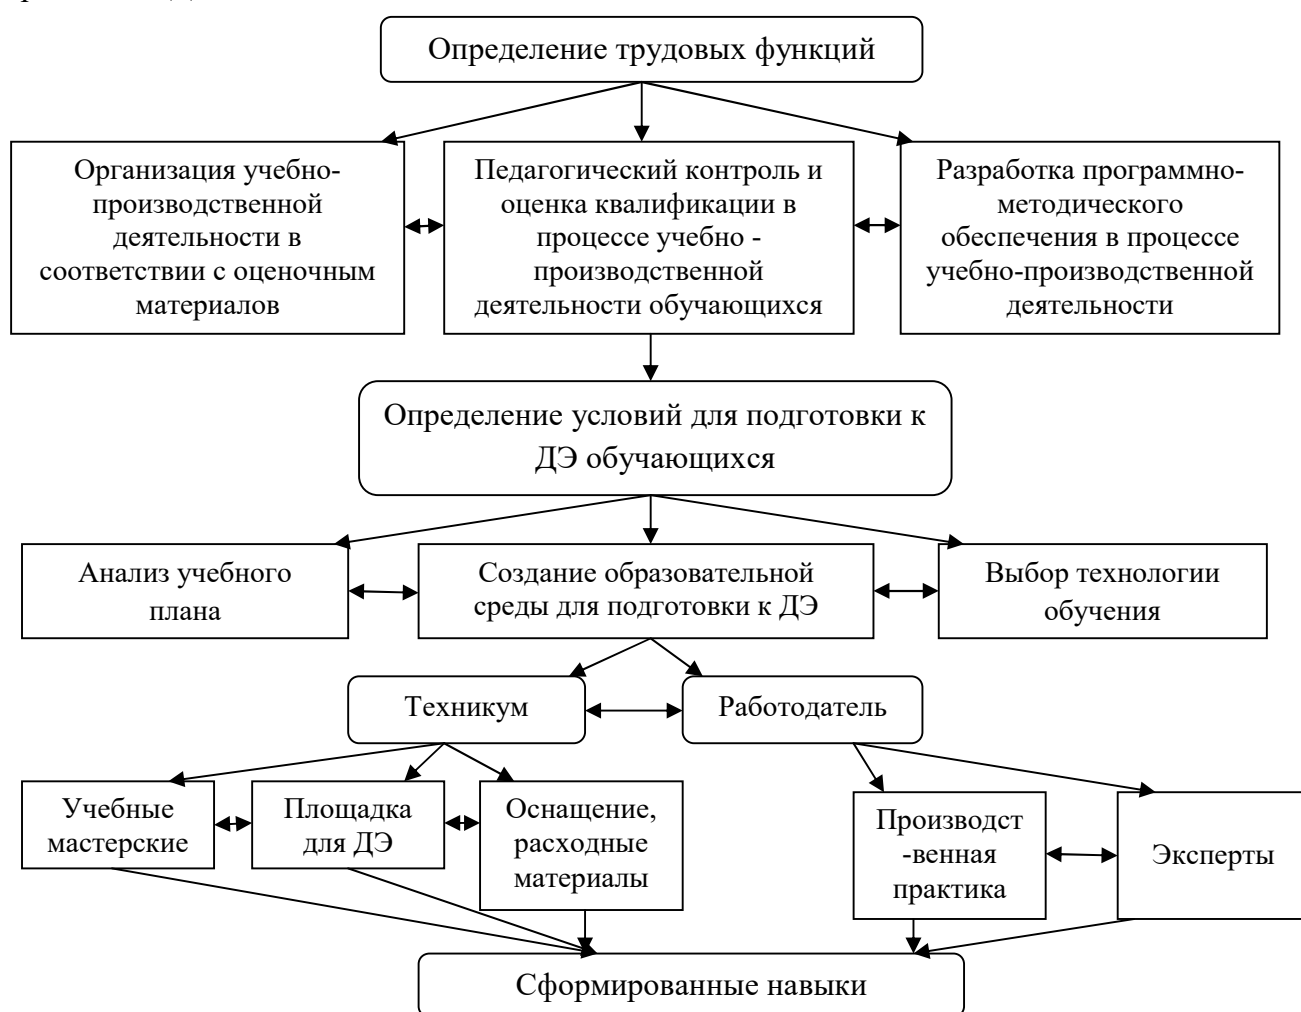 Определение трудовых функций
Организация учебно-
производственной
деятельности в
соответствии с оценочным
материалов
Педагогический контроль и
оценка квалификации в
процессе учебно -
производственной
деятельности обучающихся
Разработка программно-
методического
обеспечения в процессе
учебно-производственной
деятельности
Определение условий для подготовки к
ДЭ обучающихся
Анализ учебного
плана
Создание образовательной
среды для подготовки к ДЭ
Выбор технологии
обучения
Техникум
Работодатель
Учебные
мастерские
Площадка
для ДЭ
Оснащение,
расходные
материалы
Производст
-венная
практика
Эксперты
Сформированные навыки